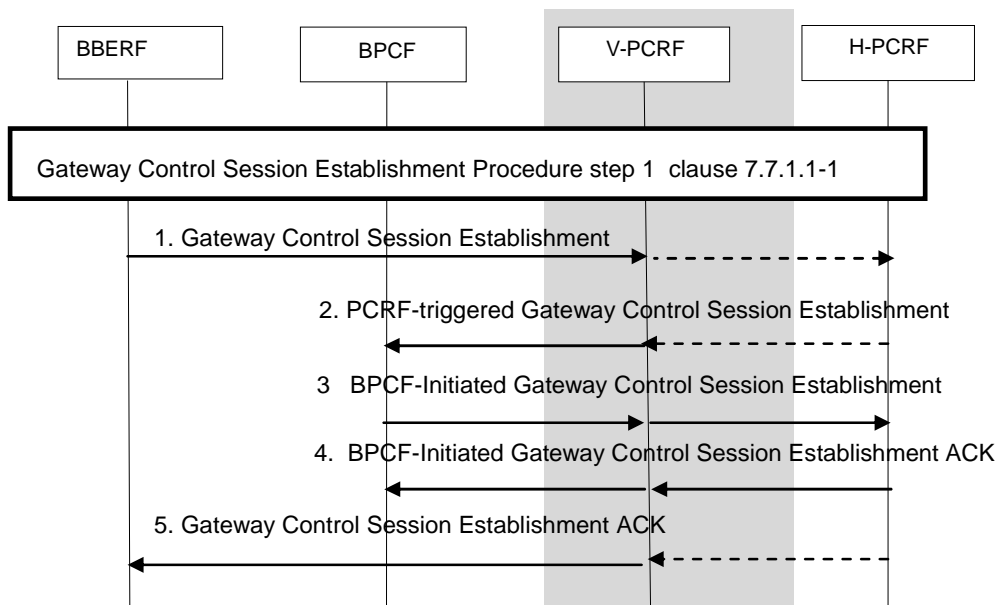 BBERF
BPCF
V-PCRF
H-PCRF
Gateway Control Session Establishment Procedure step 1 clause 7.7.1.1-1
1. Gateway Control Session Establishment
2. PCRF-triggered Gateway Control Session Establishment
3 BPCF-Initiated Gateway Control Session Establishment
4. BPCF-Initiated Gateway Control Session Establishment ACK
5. Gateway Control Session Establishment ACK